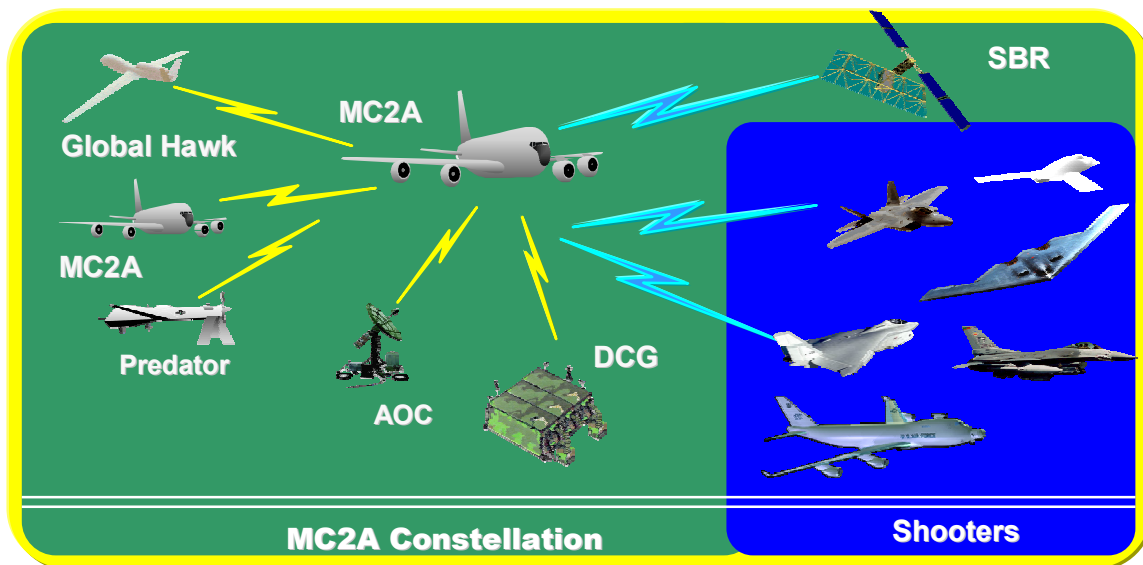 SBR
MC2A
Global Hawk
MC2A
Predator
DCG
AOC
MC2A Constellation
Shooters